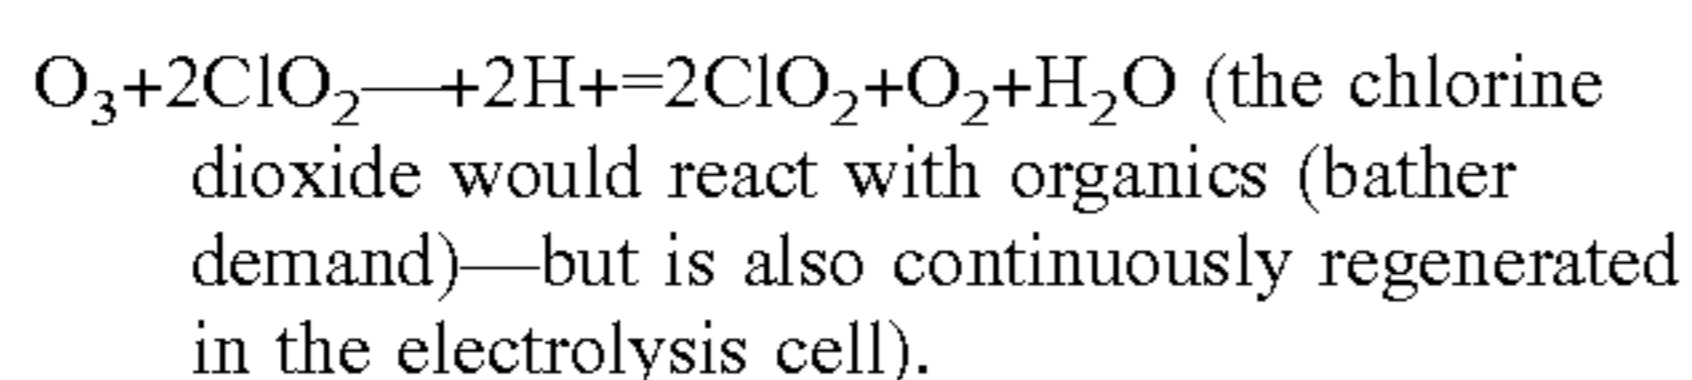 O₃+2ClO₂—+2H+=2ClO₂+O₂+H₂O (the chlorine
dioxide would react with organics (bather
demand)—but is also continuously regenerated
in the electrolysis cell).